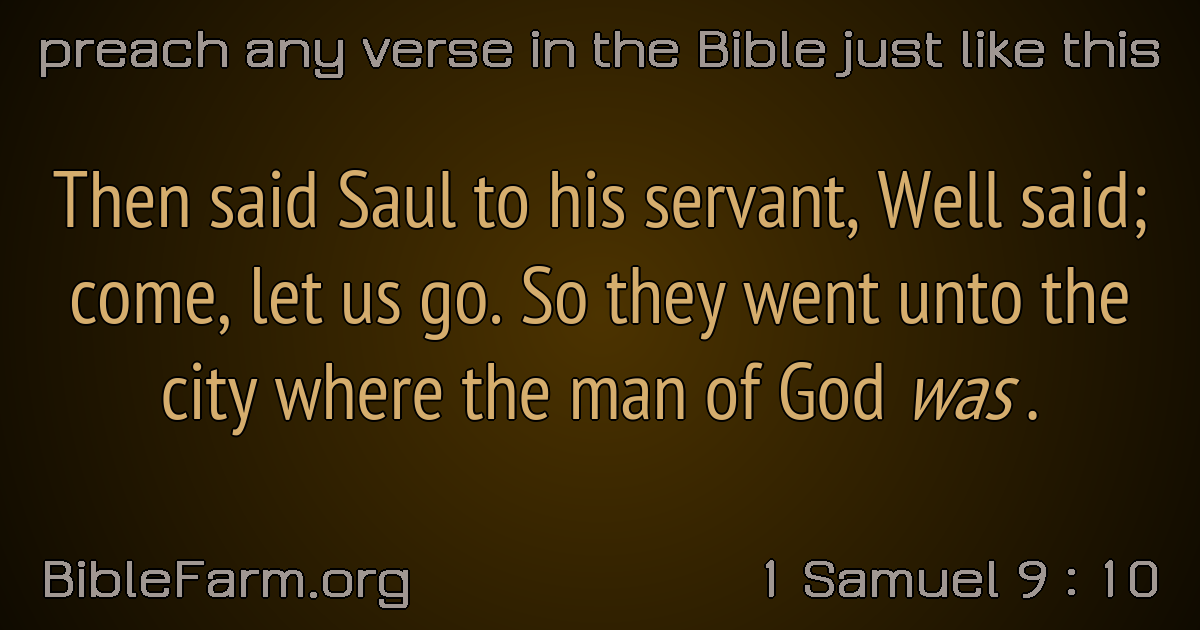 preach any verse in the Bible just like this
Then said Saul to his servant, Well said;
come, let us go. So they went unto the
city where the man of God was .
BibleFarm.org
1 Samuel 9 : 10